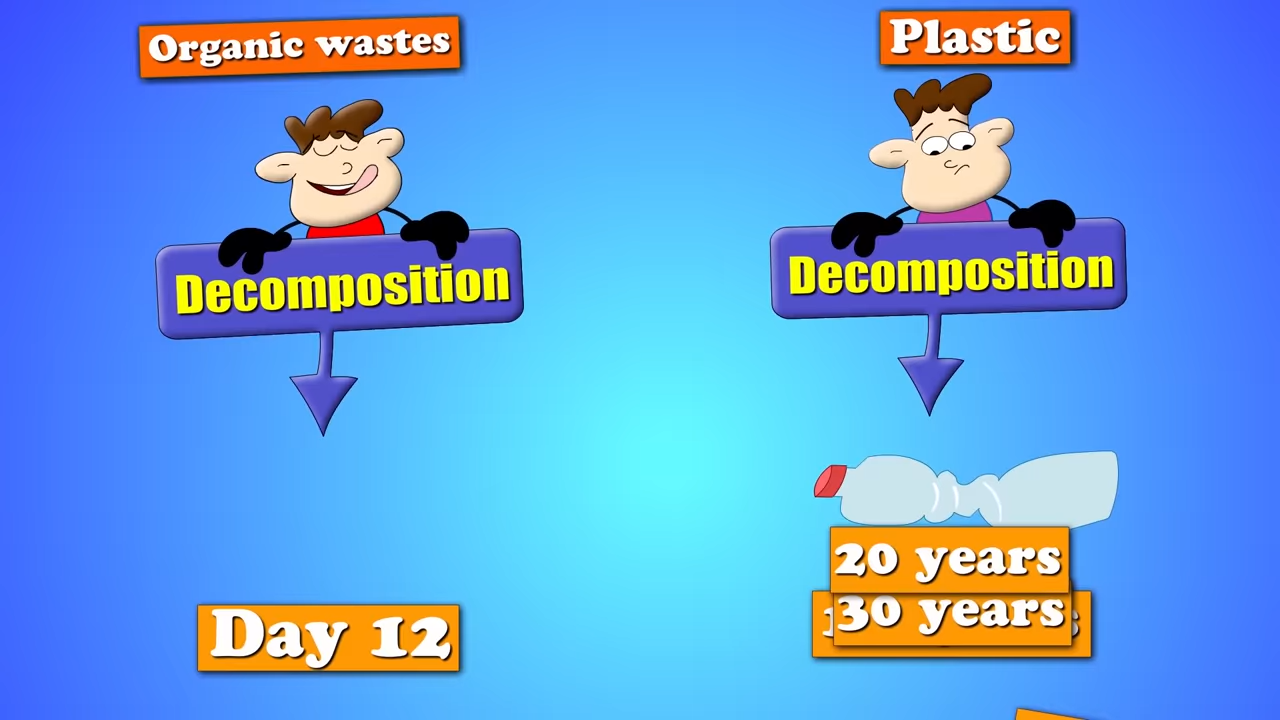 Organic wastes
Plastic
Decomposition
Decomposition
20 years
30 years
Day 12